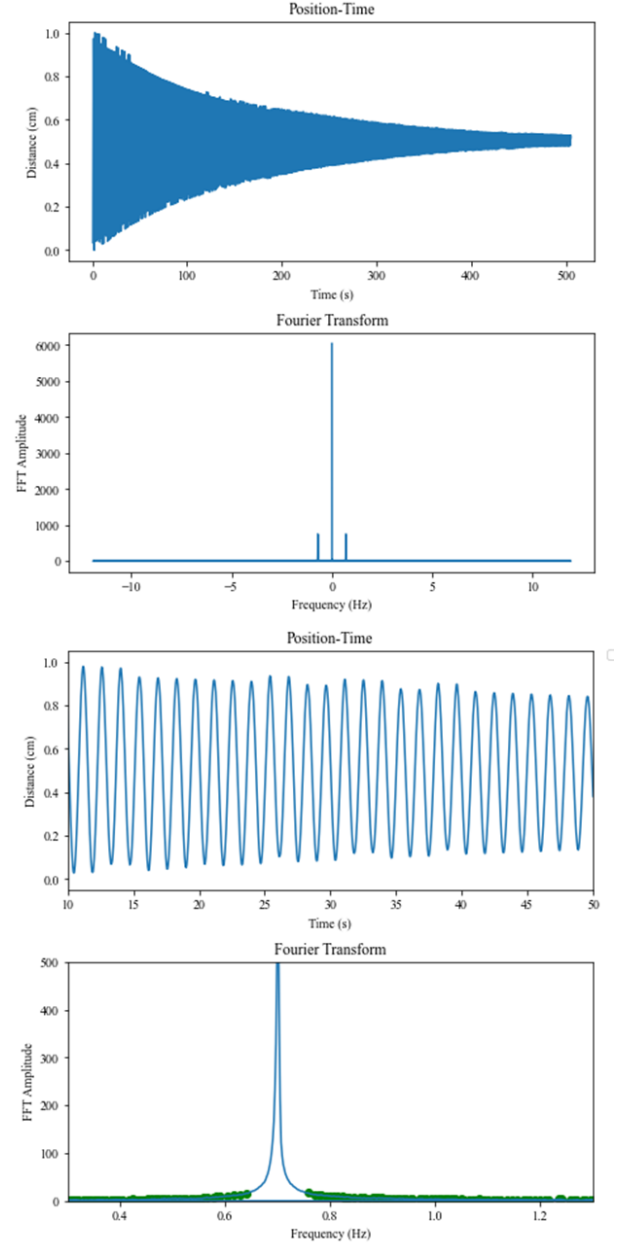 Position-Time
1.0
0.8
0.6
0.4
0.2
0.0
Distance (cm)
0 100 200 300 400 500
Time (s)
Fourier Transform
6000
5000
4000
3000
2000
1000
0
FFT Amplitude
−10 −5 0 5 10
Frequency (Hz)
Position-Time
1.0
0.8
0.6
0.4
0.2
0.0
Distance (cm)
10 15 20 25 30 35 40 45 50
Time (s)
Fourier Transform
500
400
300
200
100
0
FFT Amplitude
0.4 0.6 0.8 1.0 1.2
Frequency (Hz)